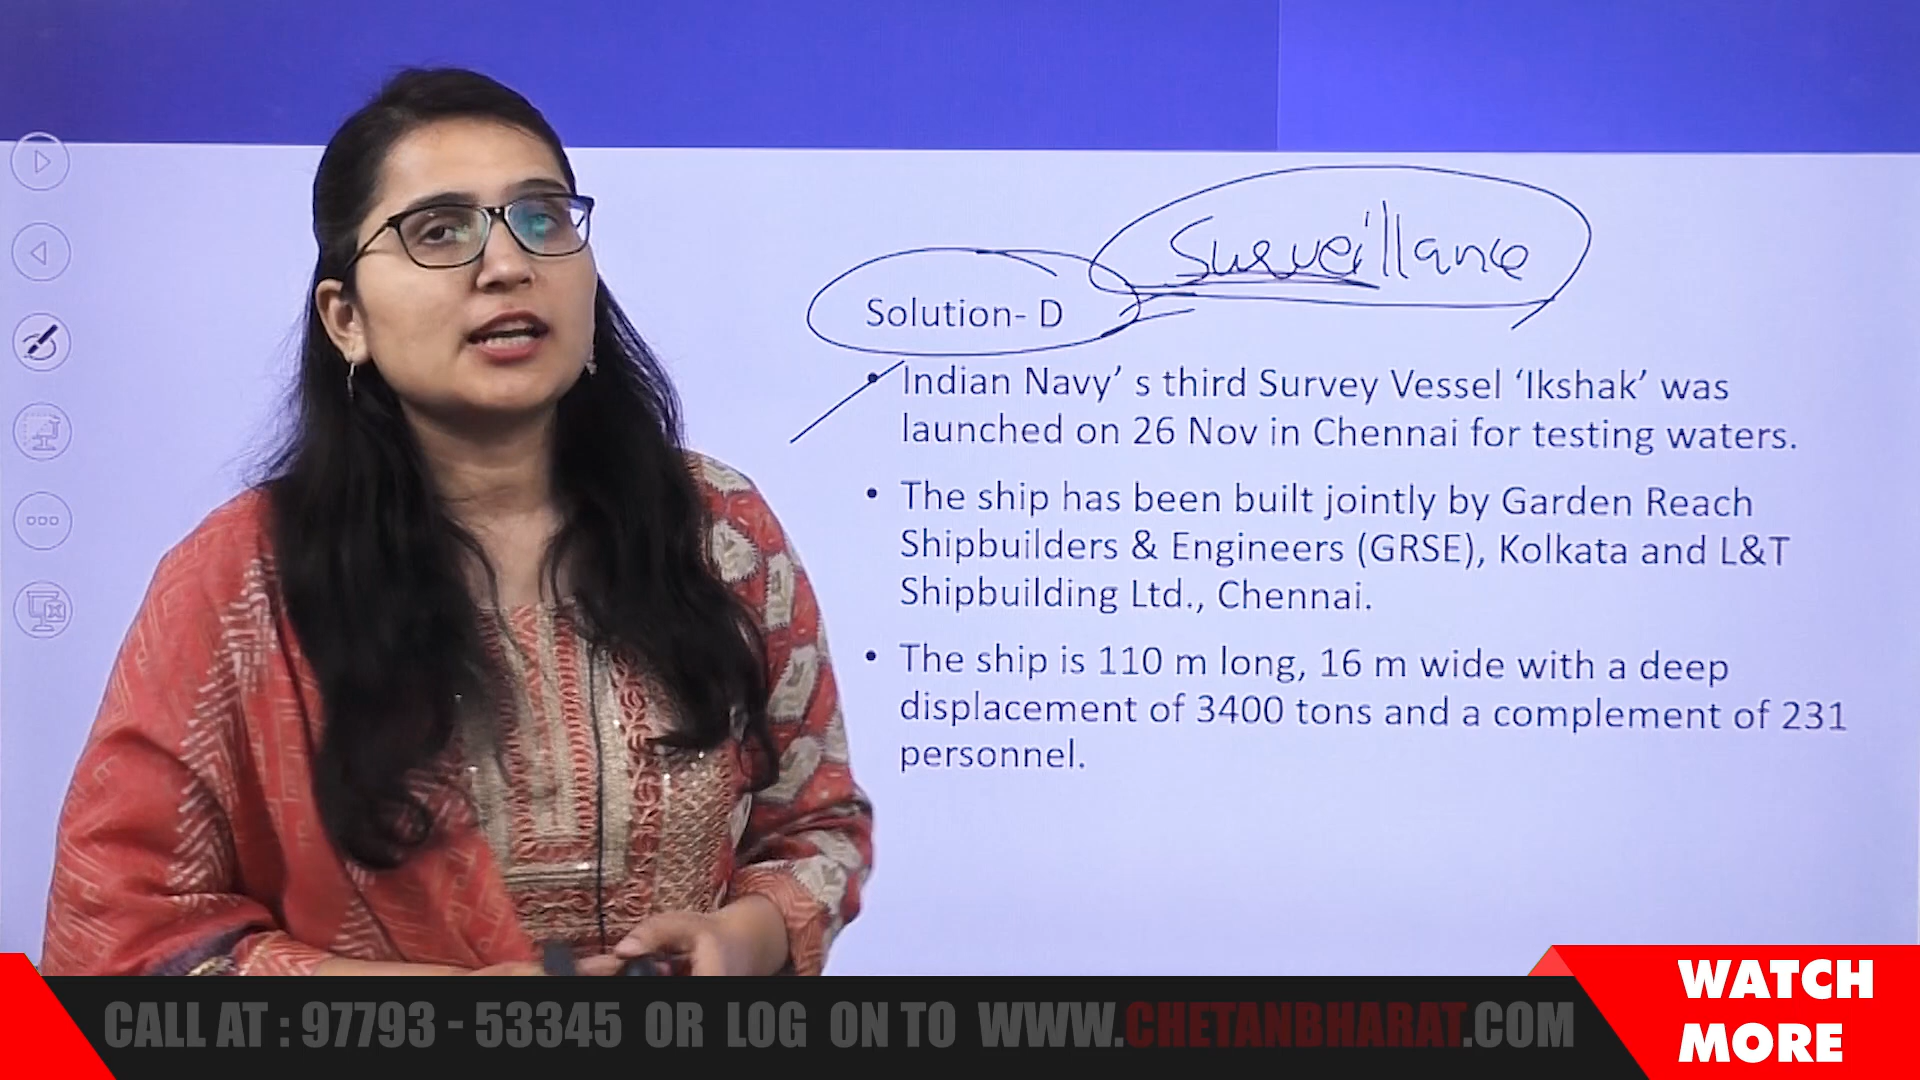 Surveillance
Solution- D
• Indian Navy’ s third Survey Vessel ‘Ikshak’ was
launched on 26 Nov in Chennai for testing waters.
• The ship has been built jointly by Garden Reach
Shipbuilders & Engineers (GRSE), Kolkata and L&T
Shipbuilding Ltd., Chennai.
• The ship is 110 m long, 16 m wide with a deep
displacement of 3400 tons and a complement of 231
personnel.
CALL AT : 97793 - 53345 OR LOG ON TO WWW.CHETANBHARAT.COM
WATCH
MORE